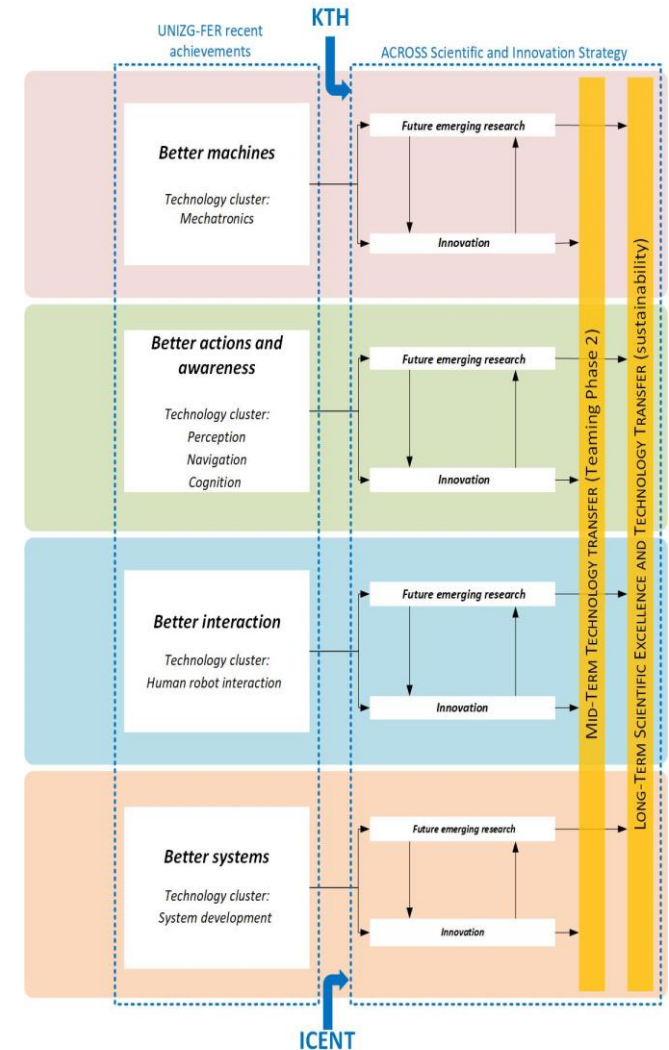 KTH
UNIZG-FER recent
achievements
ACROSS Scientific and Innovation Strategy
Better machines
Technology cluster:
Mechatronics
Future emerging research
Innovation
Better actions and
awareness
Technology cluster:
Perception
Navigation
Cognition
Future emerging research
Innovation
Better interaction
Technology cluster:
Human robot interaction
Future emerging research
Innovation
Better systems
Technology cluster:
System development
Future emerging research
Innovation
MID-TERM TECHNOLOGY TRANSFER (Teaming Phase 2)
LONG-TERM SCIENTIFIC EXCELLENCE AND TECHNOLOGY TRANSFER (sustainability)
ICENT